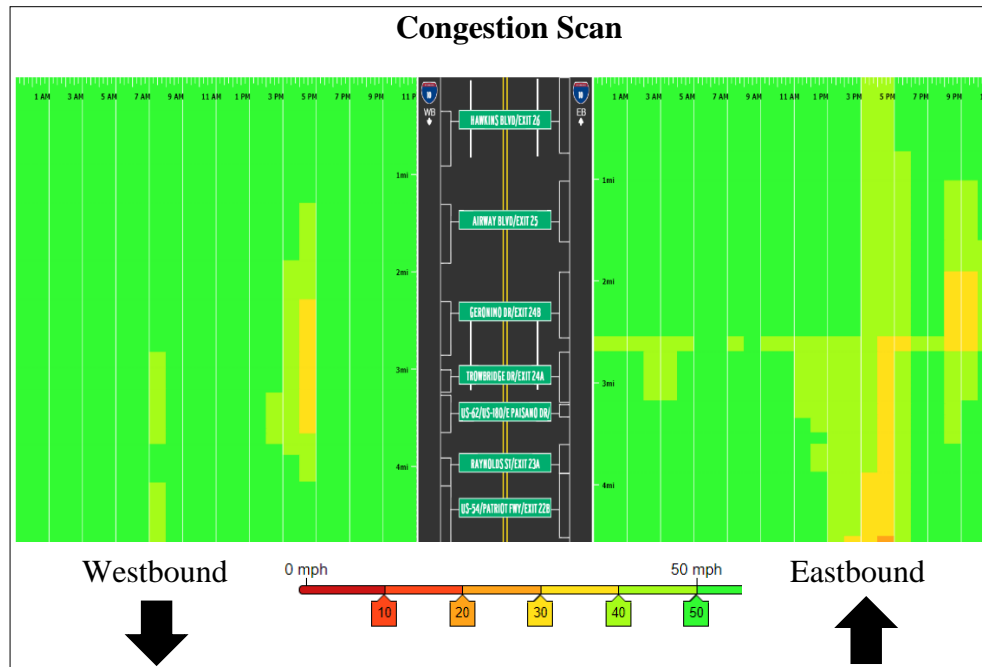 Congestion Scan
1 AM 3 AM 5 AM 7 AM 9 AM 11 AM 1 PM 3 PM 5 PM 7 PM 9 PM 11 P
1mi
2mi
3mi
4mi
10
WB
HAWKINS BLVD/EXIT 26
AIRWAY BLVD/EXIT 25
GERONIMO DR/EXIT 24B
TROWBRIDGE DR/EXIT 24A
US-62/US-180/E PAISANO DR/
RAYNOLDS ST/EXIT 23A
US-54/PATRIOT FWY/EXIT 22B
10
EB
1 AM 3 AM 5 AM 7 AM 9 AM 11 AM 1 PM 3 PM 5 PM 7 PM 9 PM 1
1mi
2mi
3mi
4mi
Westbound
0 mph 50 mph
10 20 30 40 50
Eastbound